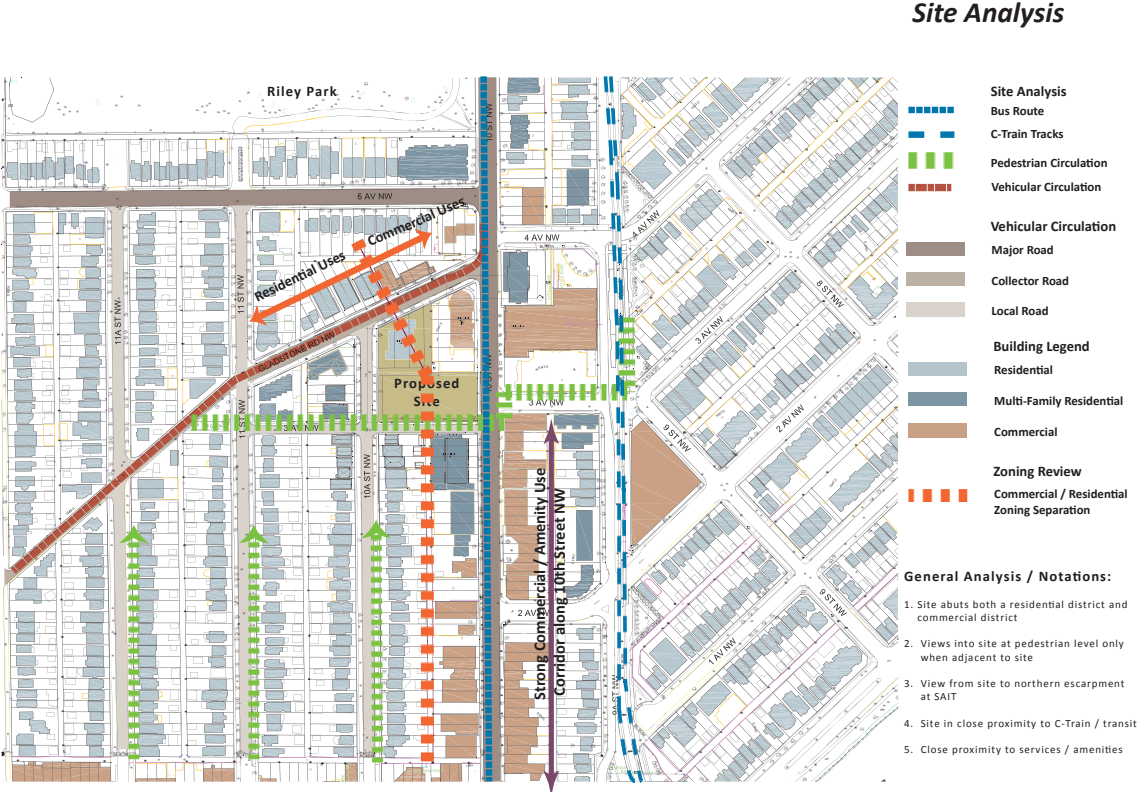 Site Analysis
Riley Park
Site Analysis
Bus Route
C-Train Tracks
Pedestrian Circulation
Vehicular Circulation
Vehicular Circulation
Major Road
Collector Road
Local Road
Building Legend
Residential
Multi-Family Residential
Commercial
Zoning Review
Commercial / Residential
Zoning Separation
General Analysis / Notations:
1. Site abuts both a residential district and
commercial district
2. Views into site at pedestrian level only
when adjacent to site
3. View from site to northern escarpment
at SAIT
4. Site in close proximity to C-Train / transit
5. Close proximity to services / amenities
10 ST NW
5 AV NW
Commercial Uses
Residential Uses
4 AV NW
4 AV NW
11A ST NW
11 ST NW
8 ST NW
3 AV NW
GLADSTONE RD NW
Proposed
Site
3 AV NW
11 ST NW
3 AV NW
9 ST NW
2 AV NW
10A ST NW
Strong Commercial / Amenity Use
Corridor along 10th Street NW
2 AV NW
9 ST NW
1 AV NW
9A ST NW